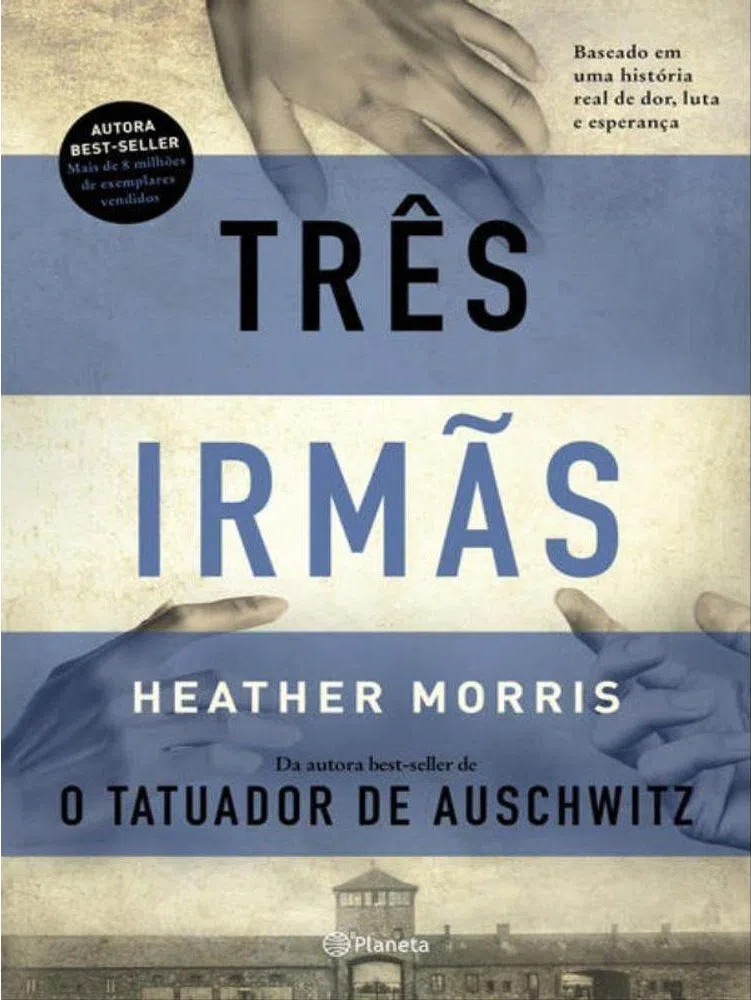 Baseado em
uma história
real de dor, luta
e esperança
AUTORA
BEST-SELLER
Mais de 8 milhões
de exemplares
vendidos
TRÊS
IRMÃS
HEATHER MORRIS
Da autora best-seller de
O TATUADOR DE AUSCHWITZ
Planeta